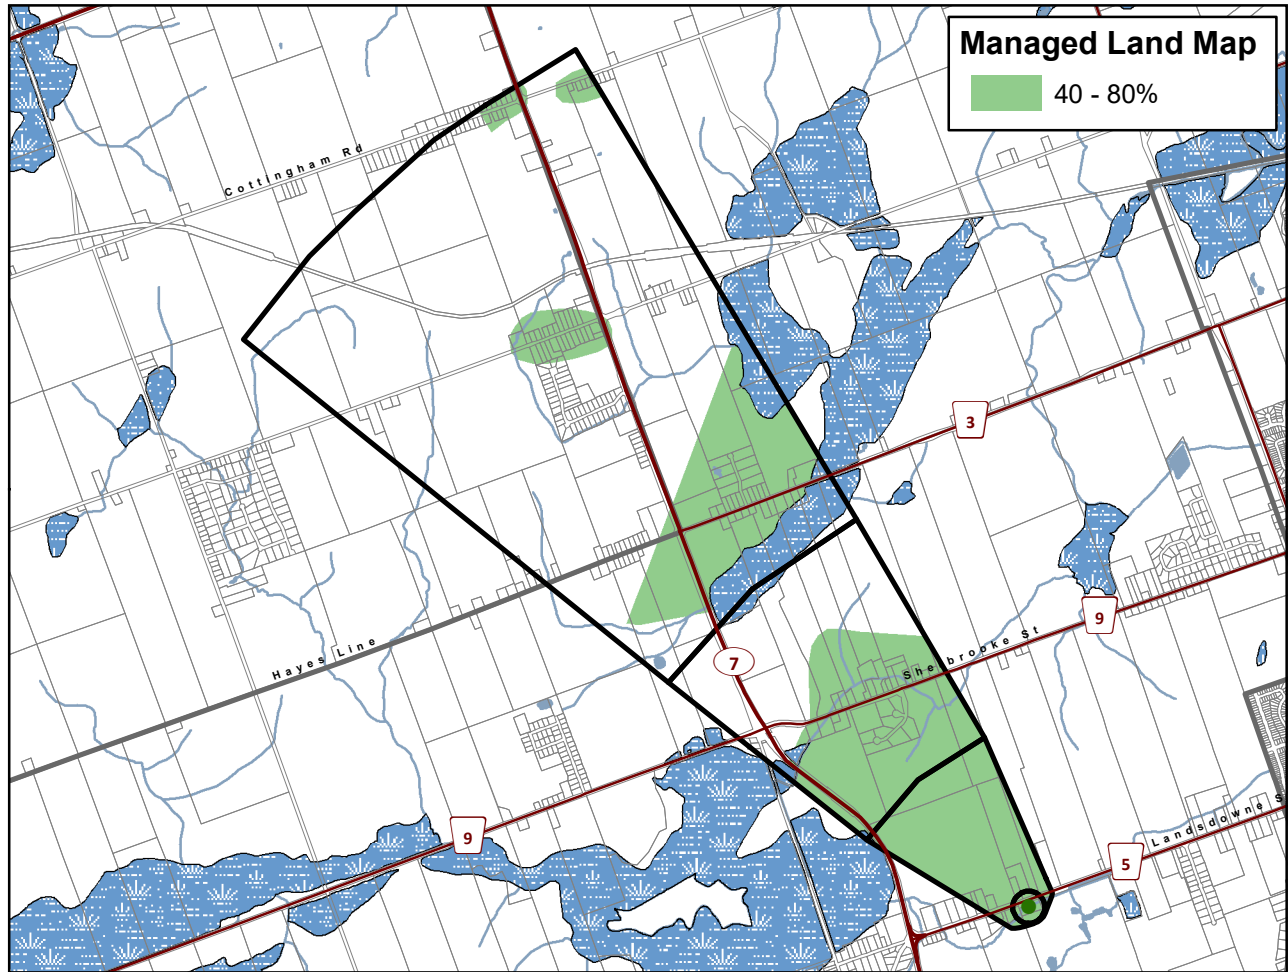 Managed Land Map
40 - 80%
Cottingham Rd
3
9
Sherbrooke St
Hayes Line
7
9
5
Landsdowne S